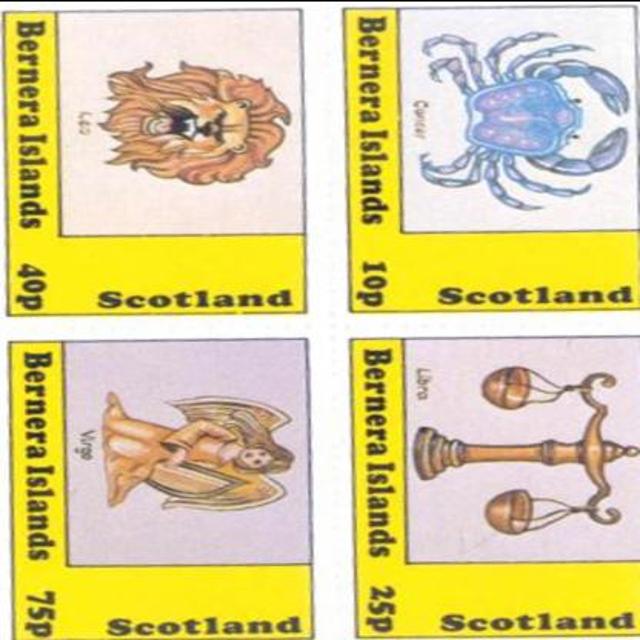 Leo
Bernera Islands 40p
Scotland
Cancer
Bernera Islands 10p
Scotland
Virgo
Bernera Islands 75p
Scotland
Libra
Bernera Islands 25p
Scotland